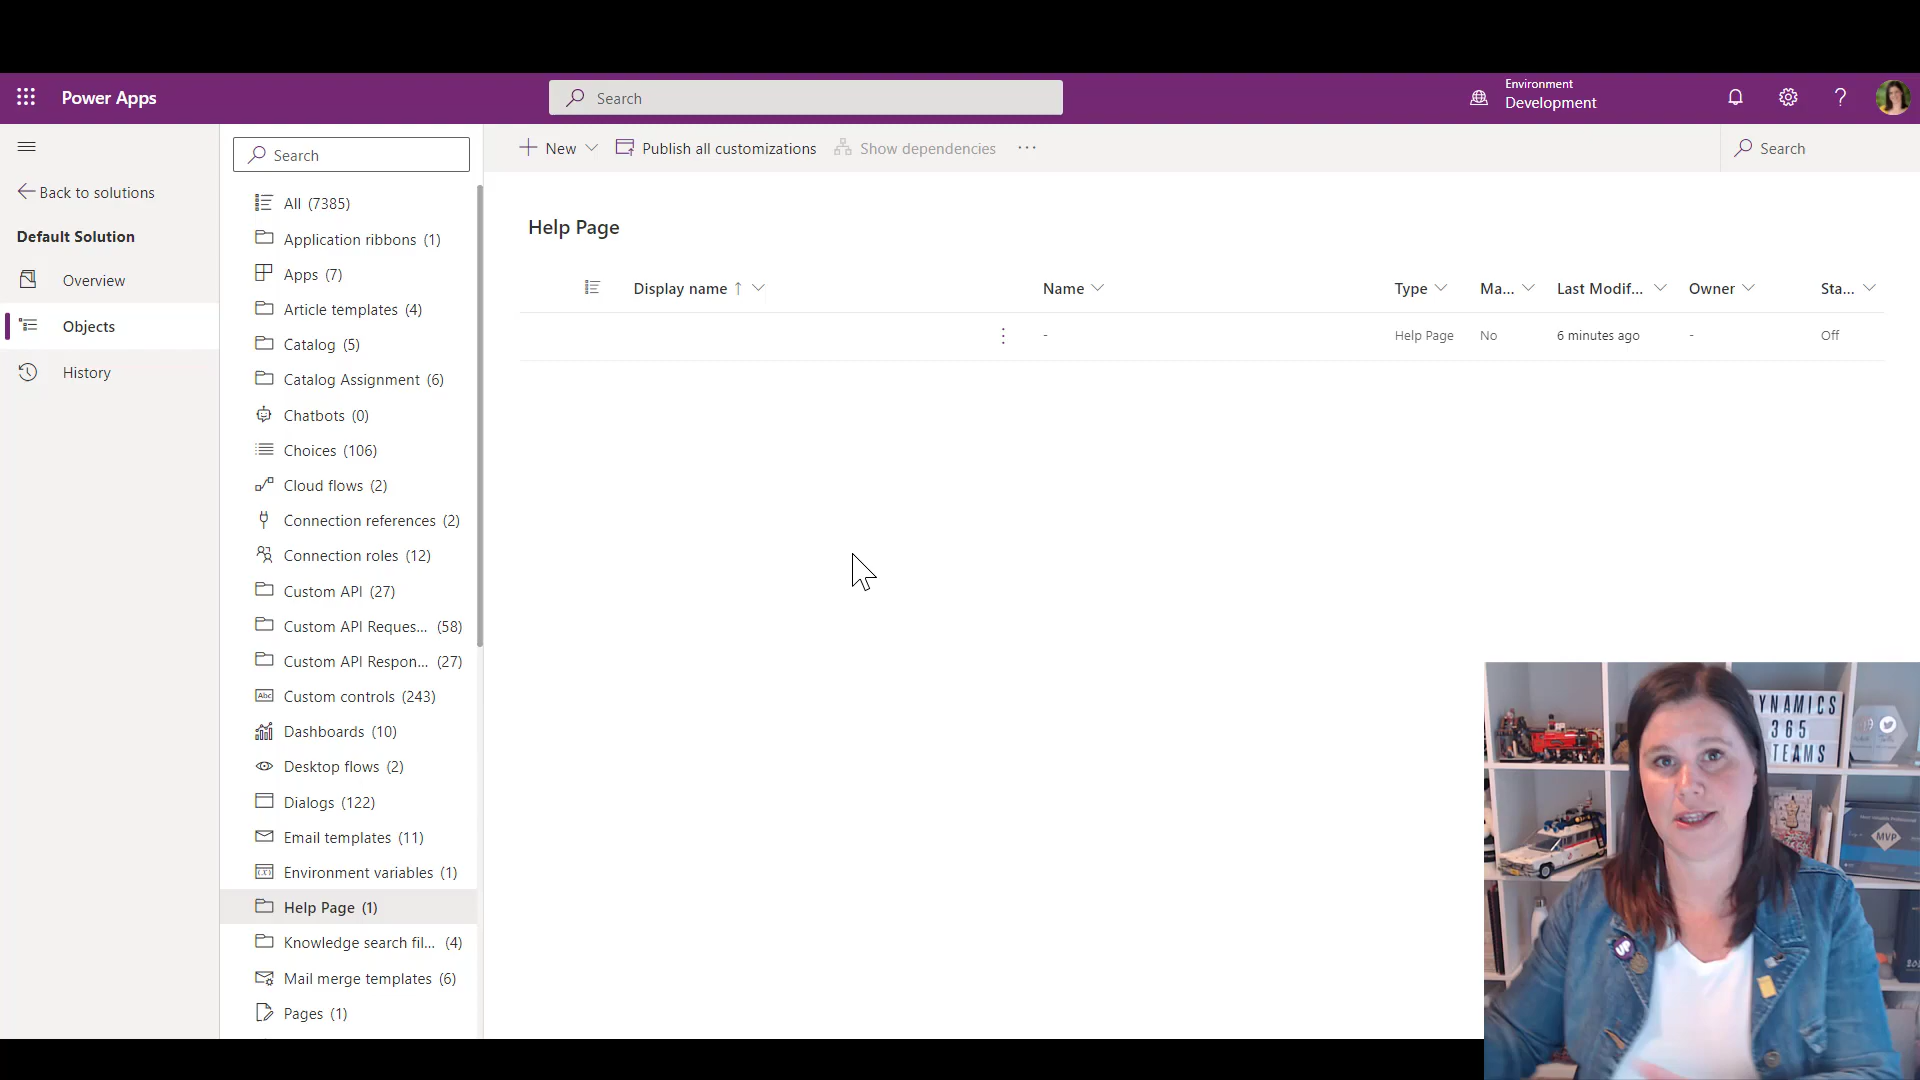 Power Apps
Search
Environment
Development
Search
New
Publish all customizations
Show dependencies
Search
Back to solutions
Default Solution
Overview
Objects
History
All (7385)
Application ribbons (1)
Apps (7)
Article templates (4)
Catalog (5)
Catalog Assignment (6)
Chatbots (0)
Choices (106)
Cloud flows (2)
Connection references (2)
Connection roles (12)
Custom API (27)
Custom API Reques... (58)
Custom API Respon... (27)
Custom controls (243)
Dashboards (10)
Desktop flows (2)
Dialogs (122)
Email templates (11)
Environment variables (1)
Help Page (1)
Knowledge search fil... (4)
Mail merge templates (6)
Pages (1)
Help Page
Display name ↑ Name Type Ma... Last Modif... Owner Sta...
- Help Page No 6 minutes ago - Off
YNAMICS
365
TEAMS
MVP
UP